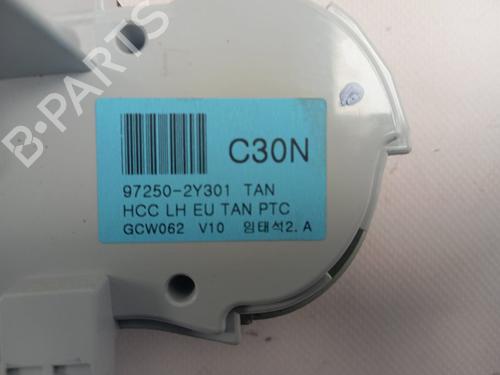 B-PARTS
C30N
97250-2Y301 TAN
HCC LH EU TAN PTC
GCW062 V10 임태석2. A